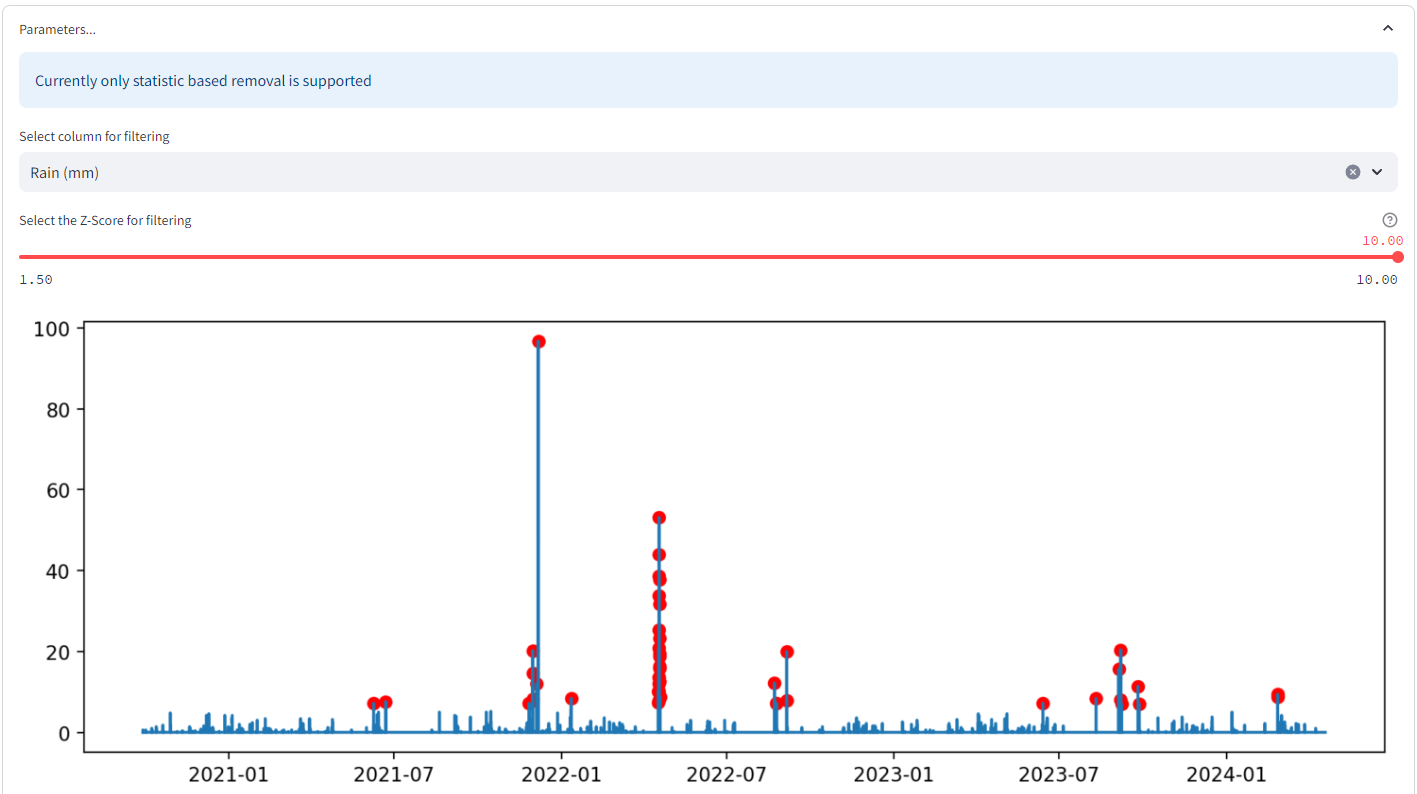 Parameters...
Currently only statistic based removal is supported
Select column for filtering
Rain (mm)
Select the Z-Score for filtering
10.00
1.50 10.00
100
80
60
40
20
0
2021-01 2021-07 2022-01 2022-07 2023-01 2023-07 2024-01